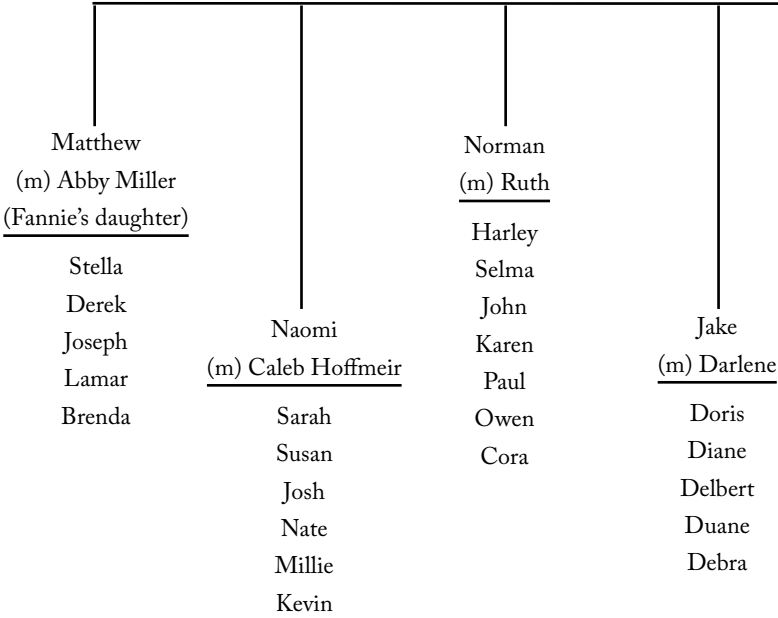 Matthew
(m) Abby Miller
(Fannie’s daughter)
Stella
Derek
Joseph
Lamar
Brenda
Naomi
(m) Caleb Hoffmeir
Sarah
Susan
Josh
Nate
Millie
Kevin
Norman
(m) Ruth
Harley
Selma
John
Karen
Paul
Owen
Cora
Jake
(m) Darlene
Doris
Diane
Delbert
Duane
Debra